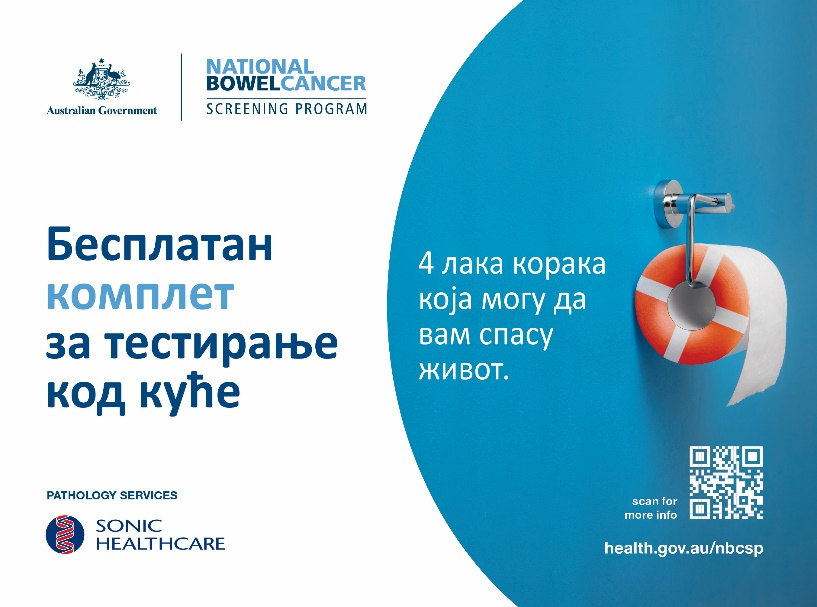 Australian Government
NATIONAL
BOWELCANCER
SCREENING PROGRAM
Бесплатан
комплет
за тестирање
код куће
4 лака корака
која могу да
вам спасу
живот.
PATHOLOGY SERVICES
SONIC
HEALTHCARE
scan for
more info
health.gov.au/nbcsp